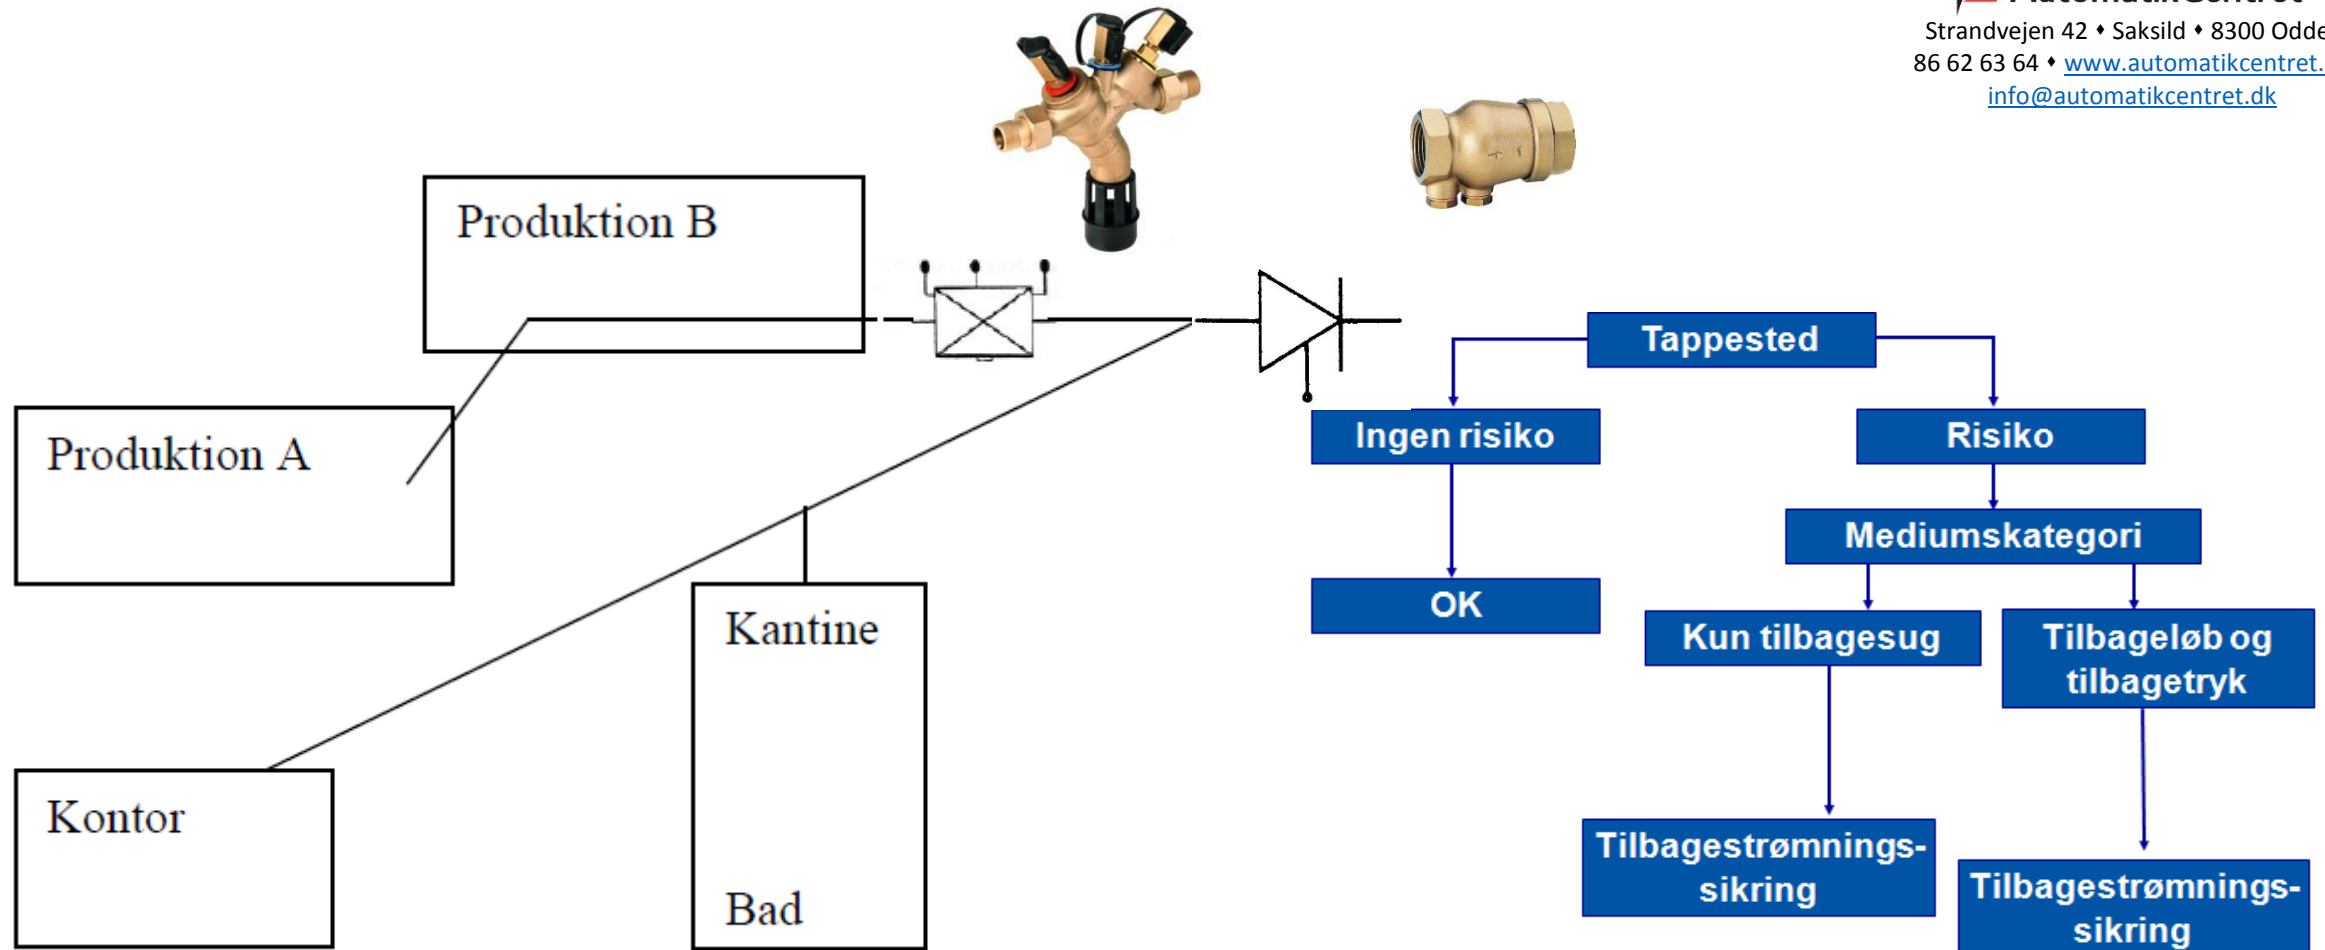 Strandvejen 42 ♦ Saksild ♦ 8300 Odde
86 62 63 64 ♦ www.automatikcentret.
info@automatikcentret.dk
Produktion B
Produktion A
Kantine
Bad
Kontor
Tappested
Ingen risiko
Risiko
Mediumskategori
OK
Kun tilbagesug
Tilbageløb og
tilbagetryk
Tilbagestrømnings-
sikring
Tilbagestrømnings-
sikring